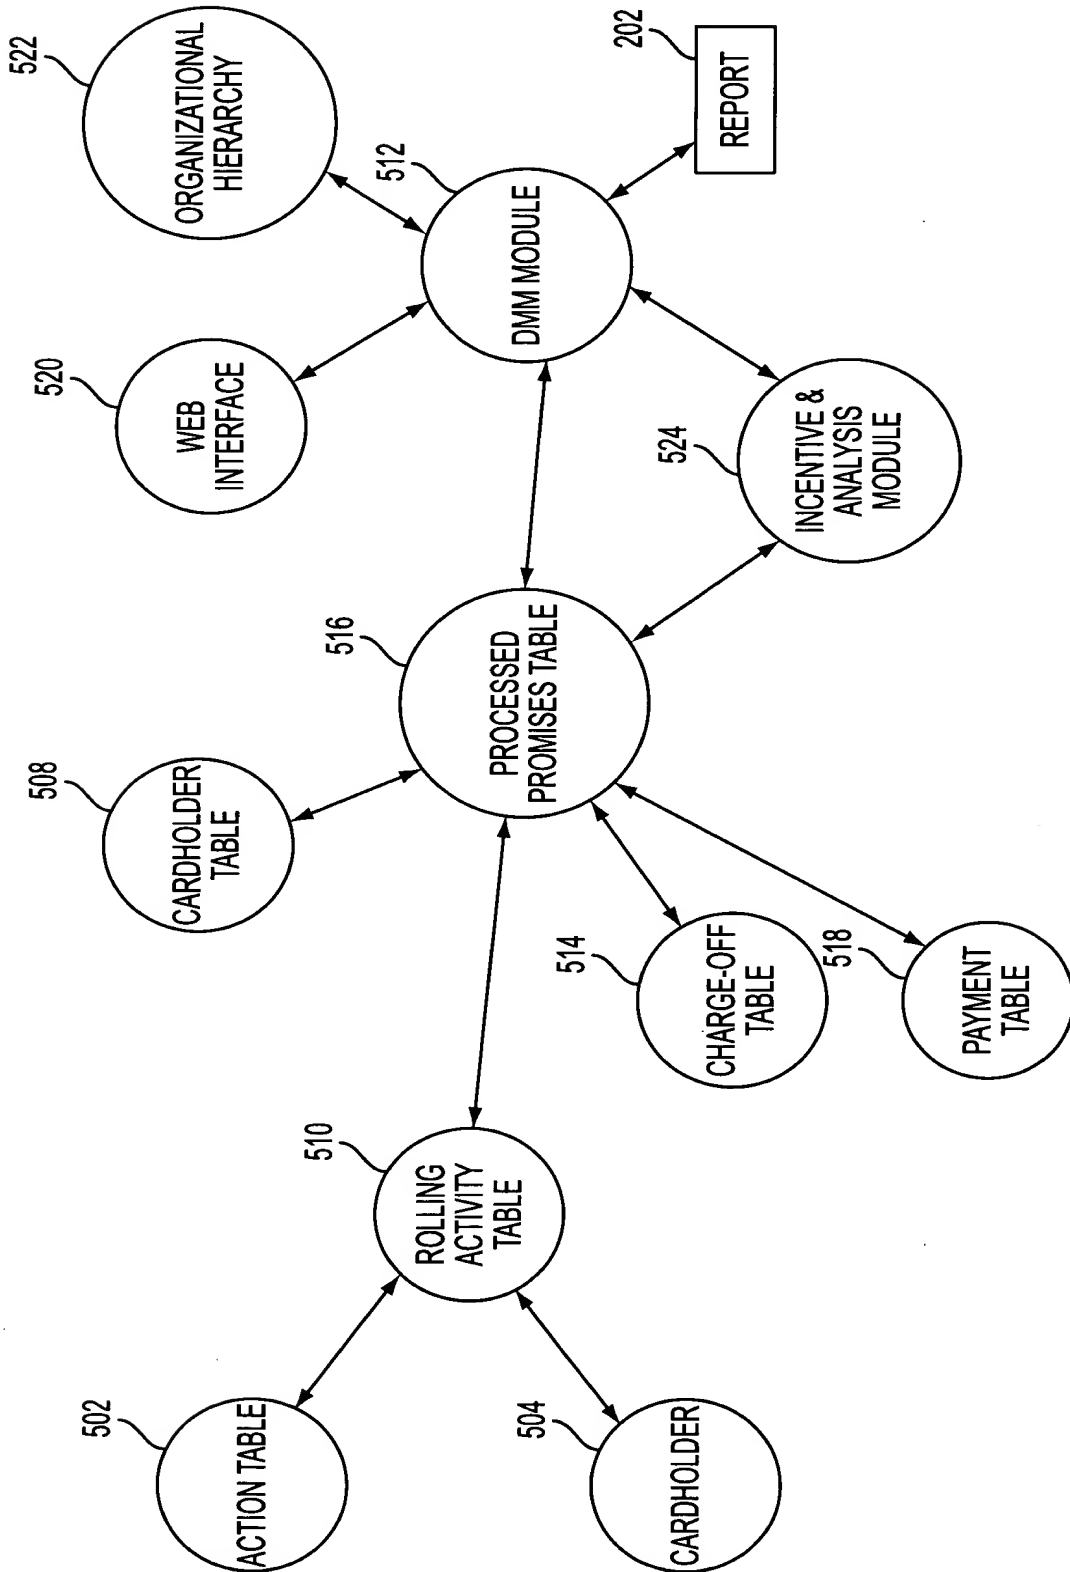 502
ACTION TABLE
504
CARDHOLDER
510
ROLLING
ACTIVITY
TABLE
508
CARDHOLDER
TABLE
514
CHARGE-OFF
TABLE
518
PAYMENT
TABLE
516
PROCESSED
PROMISES TABLE
520
WEB
INTERFACE
524
INCENTIVE &
ANALYSIS
MODULE
512
DMM MODULE
522
ORGANIZATIONAL
HIERARCHY
202
REPORT